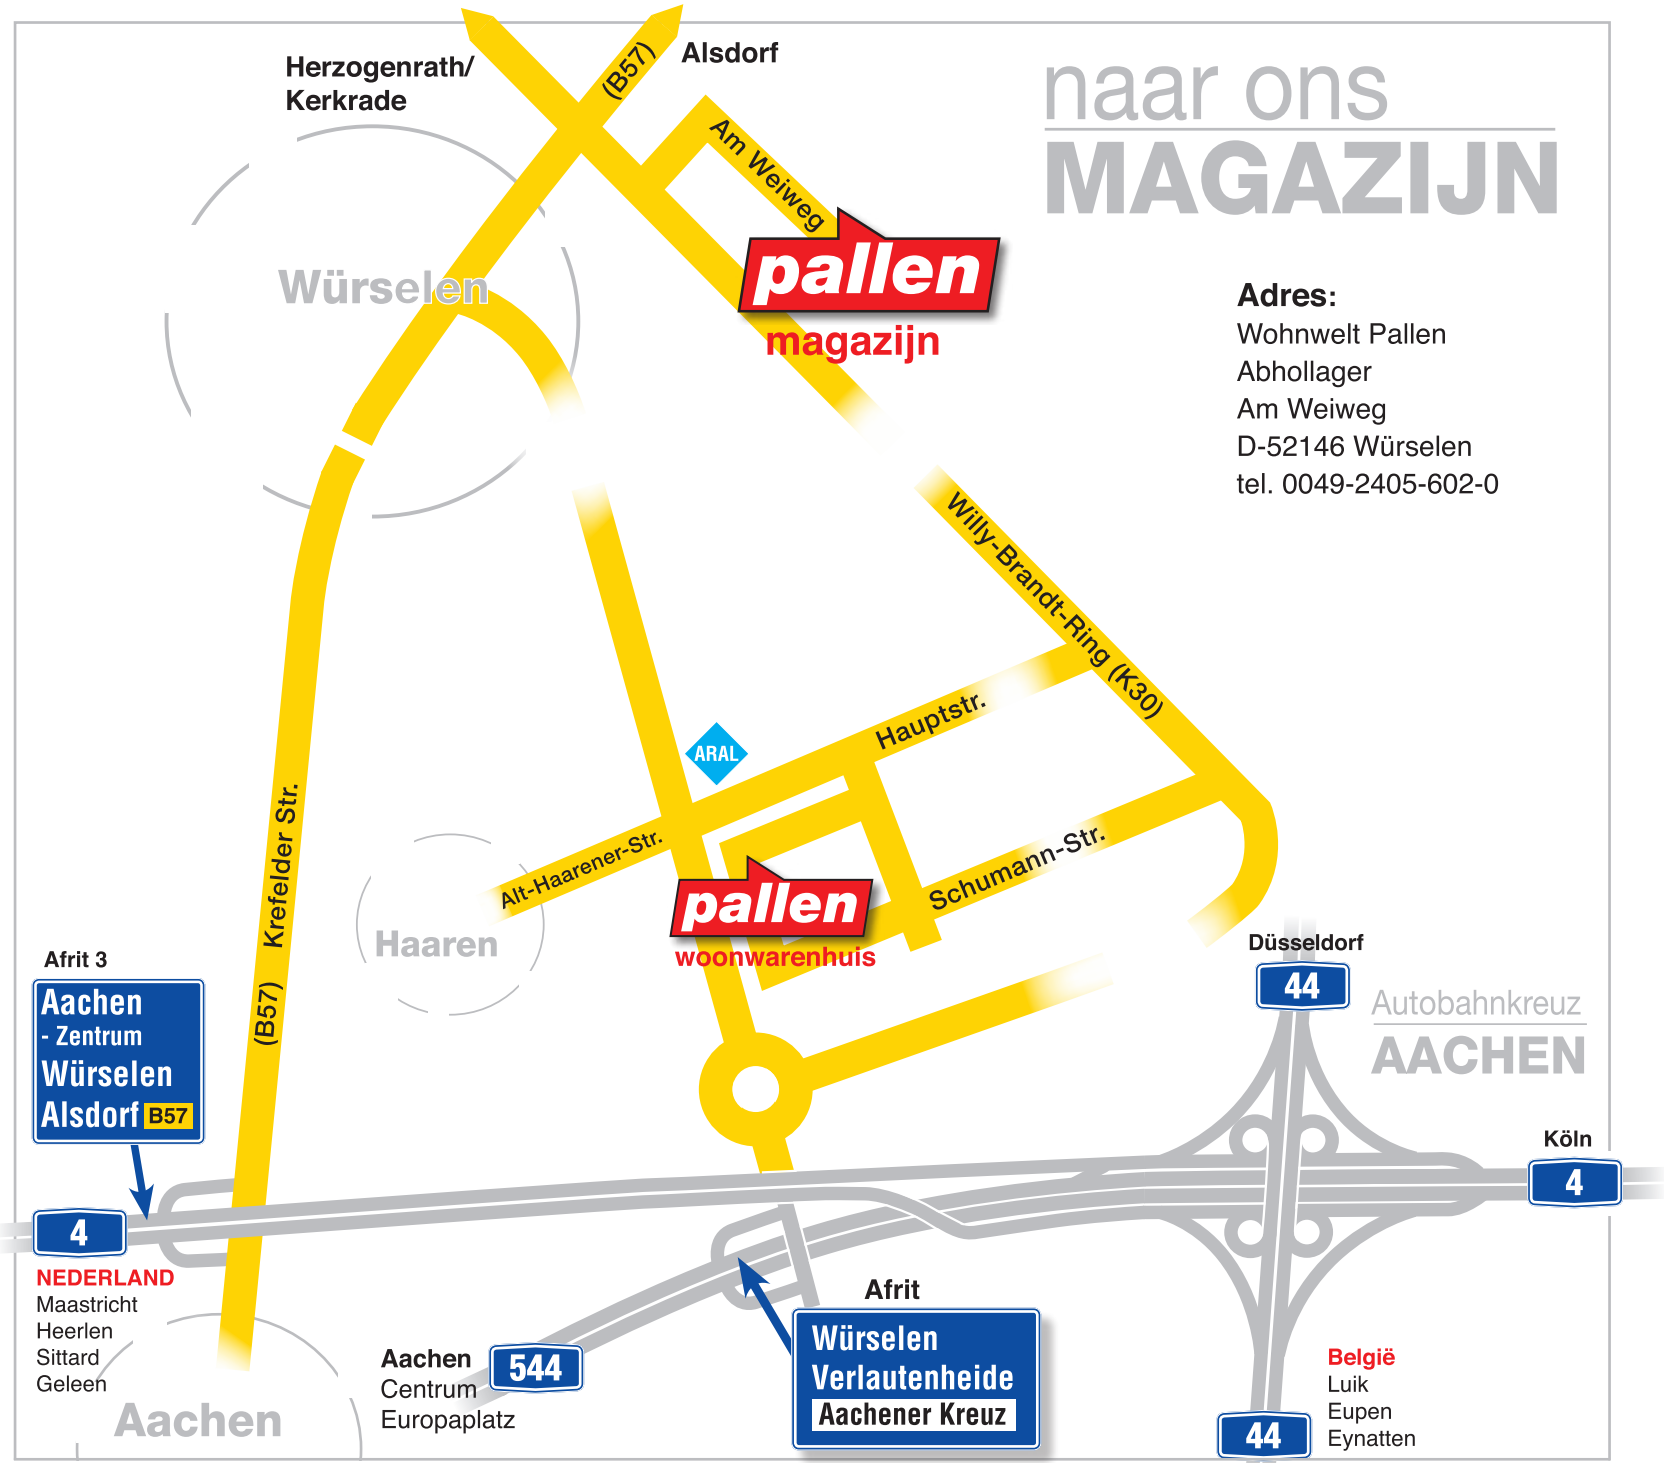 naar ons
MAGAZIJN
Herzogenrath/
Kerkrade
(B57)
Alsdorf
Am Weiweg
pallen
magazijn
Würselen
Adres:
Wohnwelt Pallen
Abhollager
Am Weiweg
D-52146 Würselen
tel. 0049-2405-602-0
Willy-Brandt-Ring (K30)
Hauptstr.
ARAL
Alt-Haarener-Str.
Schumann-Str.
pallen
woonwarenhuis
Haaren
(B57) Krefelder Str.
Afrit 3
Aachen
- Zentrum
Würselen
Alsdorf B57
4
NEDERLAND
Maastricht
Heerlen
Sittard
Geleen
Aachen
Aachen
Centrum
Europaplatz
544
Afrit
Würselen
Verlautenheide
Aachener Kreuz
Düsseldorf
44
Autobahnkreuz
AACHEN
Köln
4
België
Luik
Eupen
Eynatten
44